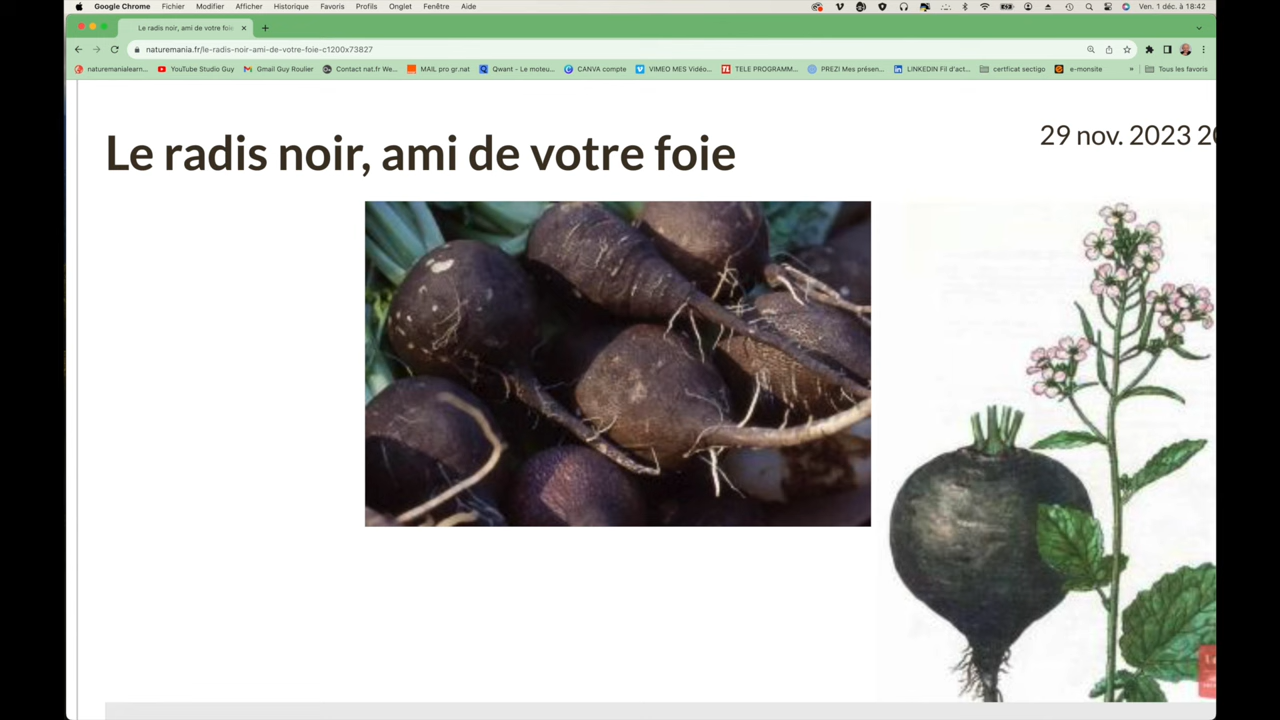 Google Chrome Fichier Modifier Afficher Historique Favoris Profils Onglet Fenêtre Aide Ven. 1 déc. à 18:42
Le radis noir, ami de votre foie
naturemania.fr/le-radis-noir-ami-de-votre-foie-c1200x73827
naturemanialearn... YouTube Studio Guy Gmail Guy Roulier Contact nat.fr We... MAIL pro gr.nat Qwant - Le moteu... CANVA compte VIMEO MES Vidéo... TELE PROGRAMM... PREZI Mes présen... LINKEDIN Fil d'act... certficat sectigo e-monsite » Tous les favoris
Le radis noir, ami de votre foie
29 nov. 2023 20